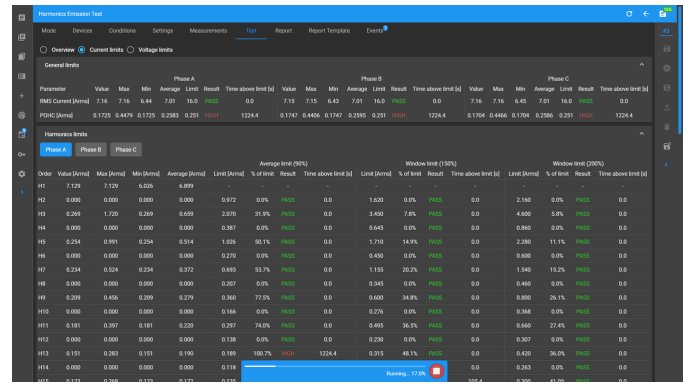 Harmonics Emission Test
Mode Devices Conditions Settings Measurements Test Report Report Template Events
Overview Current limits Voltage limits
#3
General limits
Phase A Phase B Phase C
Parameter Value Max Min Average Limit Result Time above limit [s] Value Max Min Average Limit Result Time above limit [s] Value Max Min Average Limit Result Time above limit [s]
RMS Current [Arms] 7.16 7.16 6.44 7.01 16.0 PASS 0.0 7.15 7.15 6.43 7.01 16.0 PASS 0.0 7.16 7.16 6.45 7.01 16.0 PASS 0.0
POHC [Arms] 0.1725 0.4479 0.1725 0.2583 0.251 HIGH 1224.4 0.1747 0.4406 0.1747 0.2595 0.251 HIGH 1224.4 0.1704 0.4466 0.1704 0.2586 0.251 HIGH 1224.4
Harmonics limits
Phase A Phase B Phase C
Average limit (90%) Window limit (150%) Window limit (200%)
Order Value [Arms] Max [Arms] Min [Arms] Average [Arms] Limit [Arms] % of limit Result Time above limit [s] Limit [Arms] % of limit Result Time above limit [s] Limit [Arms] % of limit Result Time above limit [s]
H1 7.129 7.129 6.026 6.899 - - - - - - - - -
H2 0.000 0.000 0.000 0.000 0.972 0.0% PASS 0.0 1.620 0.0% PASS 0.0 2.160 0.0% PASS 0.0
H3 0.269 1.720 0.269 0.659 2.070 31.9% PASS 0.0 3.450 7.8% PASS 0.0 4.600 5.8% PASS 0.0
H4 0.000 0.000 0.000 0.000 0.387 0.0% PASS 0.0 0.645 0.0% PASS 0.0 0.860 0.0% PASS 0.0
H5 0.254 0.991 0.254 0.514 1.026 50.1% PASS 0.0 1.710 14.9% PASS 0.0 2.280 11.1% PASS 0.0
H6 0.000 0.000 0.000 0.000 0.270 0.0% PASS 0.0 0.450 0.0% PASS 0.0 0.600 0.0% PASS 0.0
H7 0.234 0.524 0.234 0.372 0.693 53.7% PASS 0.0 1.155 20.2% PASS 0.0 1.540 15.2% PASS 0.0
H8 0.000 0.000 0.000 0.000 0.207 0.0% PASS 0.0 0.345 0.0% PASS 0.0 0.460 0.0% PASS 0.0
H9 0.209 0.456 0.209 0.279 0.360 77.5% PASS 0.0 0.600 34.8% PASS 0.0 0.800 26.1% PASS 0.0
H10 0.000 0.000 0.000 0.000 0.166 0.0% PASS 0.0 0.276 0.0% PASS 0.0 0.368 0.0% PASS 0.0
H11 0.181 0.397 0.181 0.220 0.297 74.0% PASS 0.0 0.495 36.5% PASS 0.0 0.660 27.4% PASS 0.0
H12 0.000 0.000 0.000 0.000 0.138 0.0% PASS 0.0 0.230 0.0% PASS 0.0 0.307 0.0% PASS 0.0
H13 0.151 0.283 0.151 0.190 0.189 100.7% HIGH 1224.4 0.315 48.1% PASS 0.0 0.420 36.0% PASS 0.0
H14 0.000 0.000 0.000 0.000 0.118 0.0 0.263 0.0% PASS 0.0
Running... 17.0%
H15 0.123 0.268 0.123 0.172 0.135 105.4 0.300 41.0% PASS 0.0